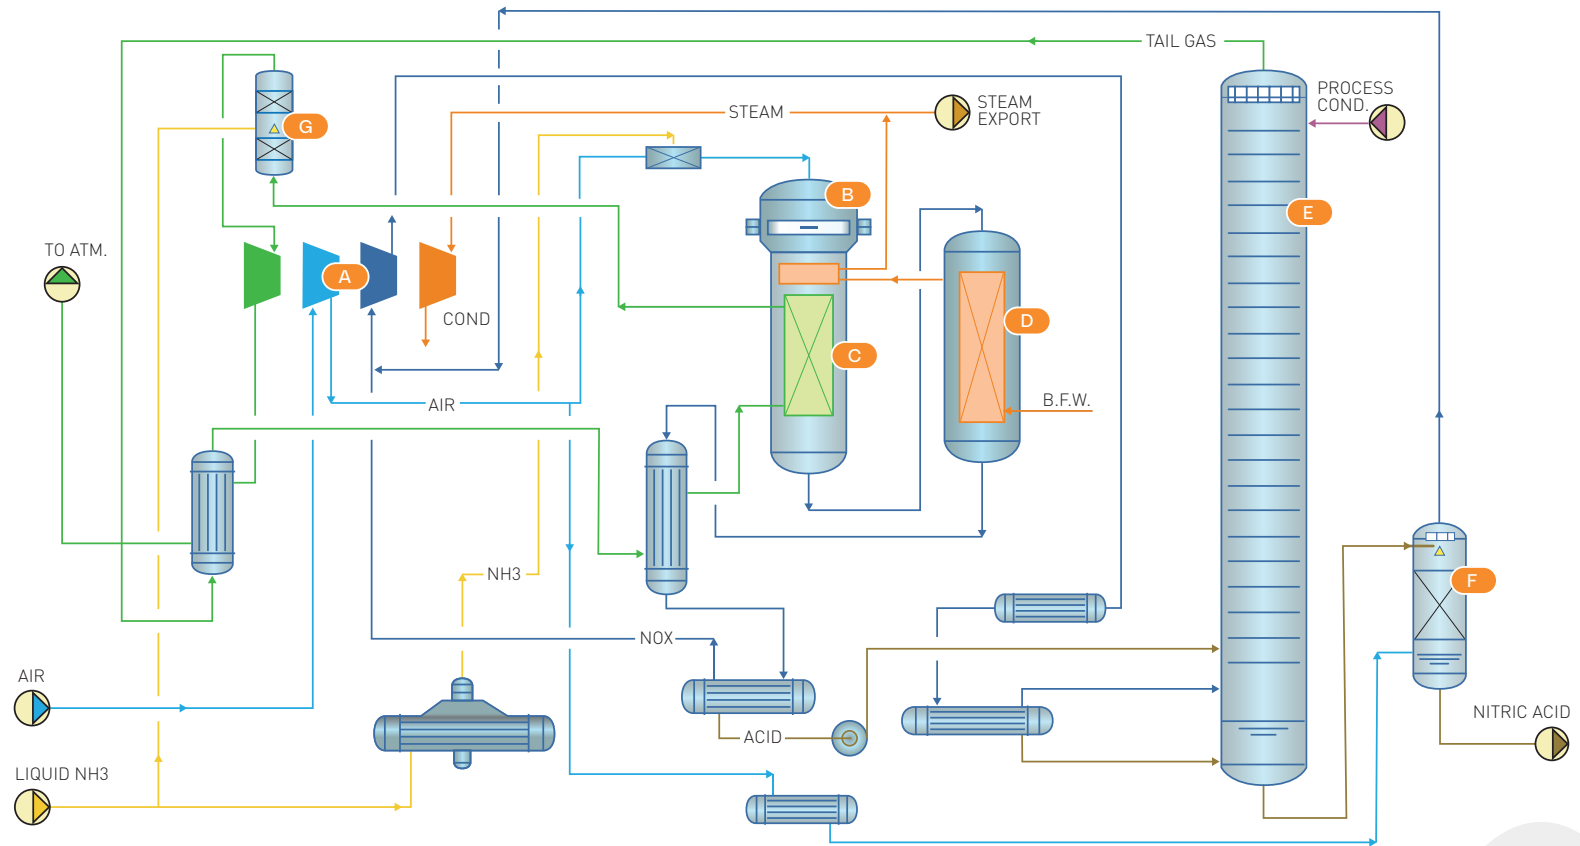 TAIL GAS
PROCESS
COND.
STEAM
STEAM
EXPORT
G
B
E
TO ATM.
A
COND
D
C
B.F.W.
AIR
NH3
F
NOX
AIR
NITRIC ACID
ACID
LIQUID NH3